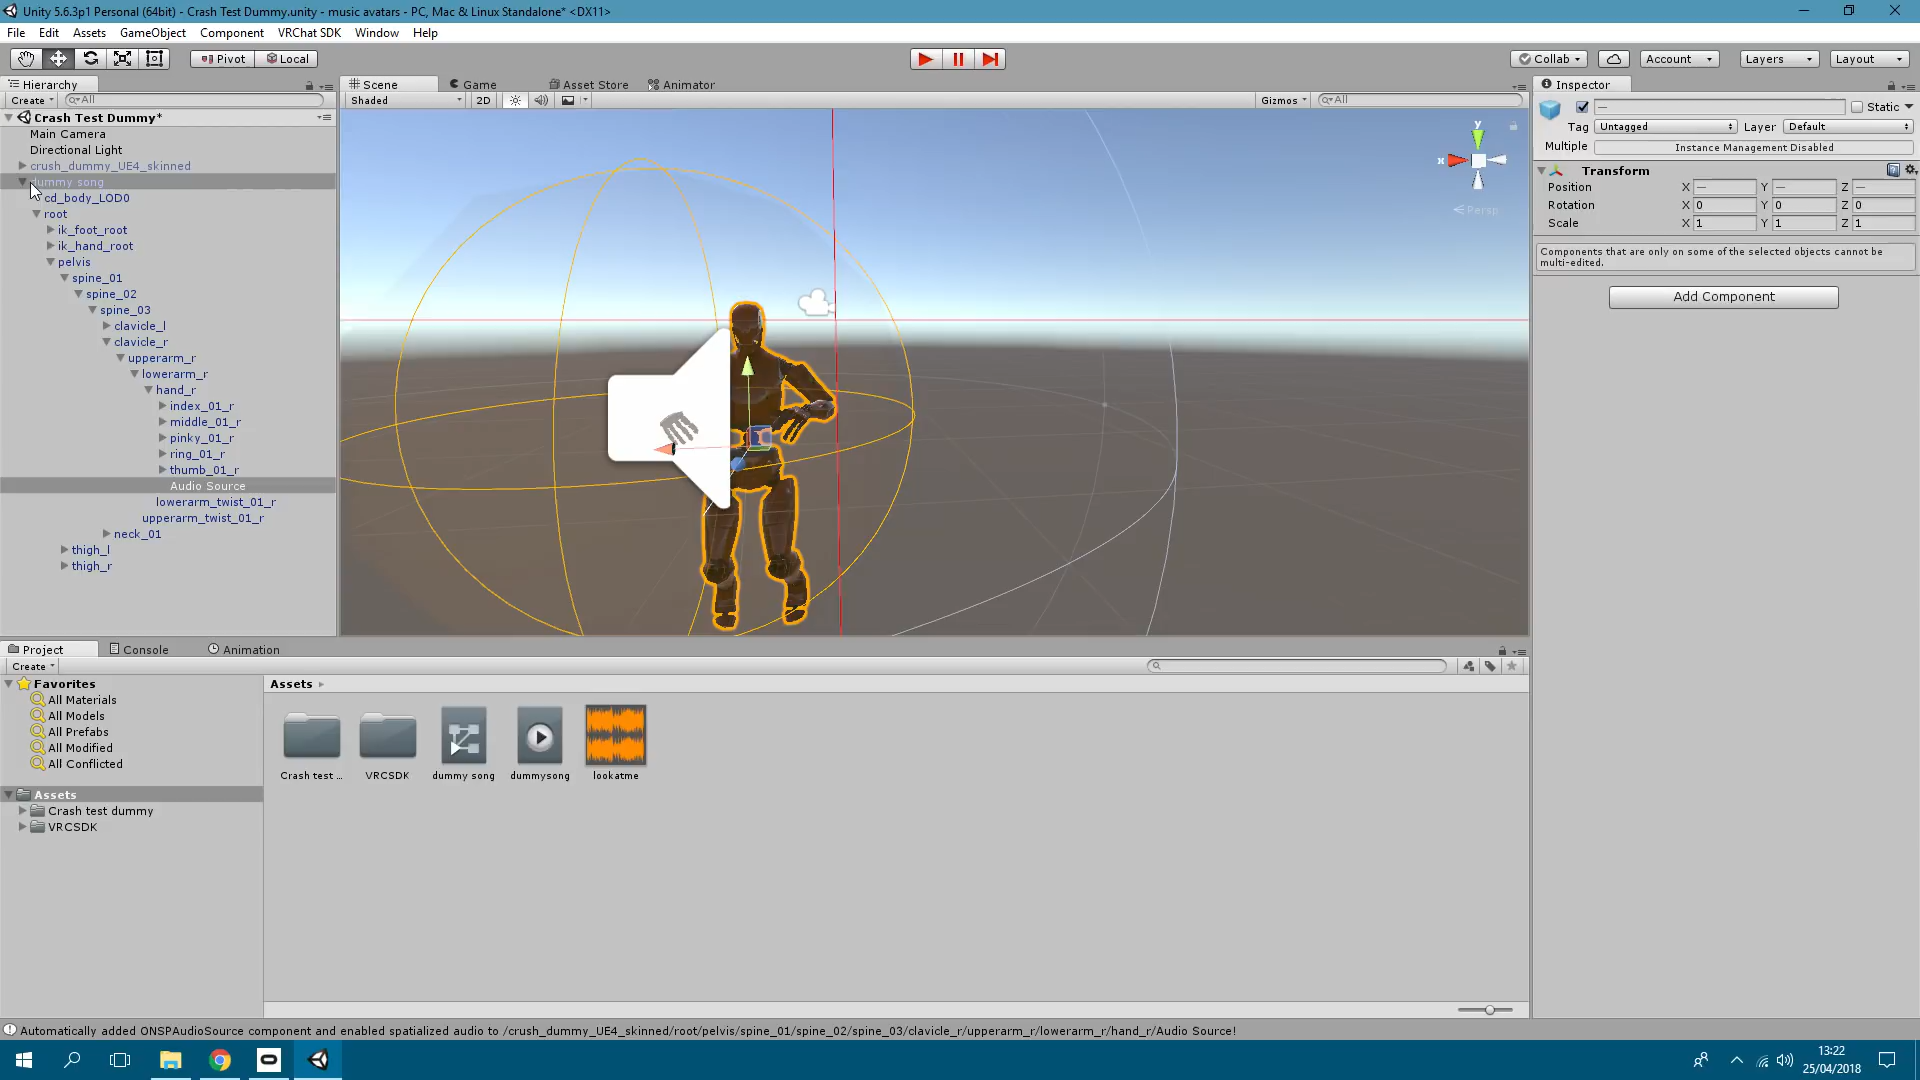 Unity 5.6.3p1 Personal (64bit) - Crash Test Dummy.unity - music avatars - PC, Mac & Linux Standalone* <DX11>
File Edit Assets GameObject Component VRChat SDK Window Help
Pivot Local Collab Account Layers Layout
Hierarchy Scene Game Asset Store Animator Inspector
Create All Shaded 2D Gizmos All
Crash Test Dummy*
Main Camera
Directional Light
crush_dummy_UE4_skinned
dummy song
cd_body_LOD0
root
ik_foot_root
ik_hand_root
pelvis
spine_01
spine_02
spine_03
clavicle_l
clavicle_r
upperarm_r
lowerarm_r
hand_r
index_01_r
middle_01_r
pinky_01_r
ring_01_r
thumb_01_r
Audio Source
lowerarm_twist_01_r
upperarm_twist_01_r
neck_01
thigh_l
thigh_r
y
x
Persp
— Static
Tag Untagged Layer Default
Multiple Instance Management Disabled
Transform
Position X — Y — Z —
Rotation X 0 Y 0 Z 0
Scale X 1 Y 1 Z 1
Components that are only on some of the selected objects cannot be
multi-edited.
Add Component
Project Console Animation
Create
Favorites
All Materials
All Models
All Prefabs
All Modified
All Conflicted
Assets
Crash test dummy
VRCSDK
Assets
Crash test ... VRCSDK dummy song dummysong lookatme
Automatically added ONSPAudioSource component and enabled spatialized audio to /crush_dummy_UE4_skinned/root/pelvis/spine_01/spine_02/spine_03/clavicle_r/upperarm_r/lowerarm_r/hand_r/Audio Source!
13:22
25/04/2018